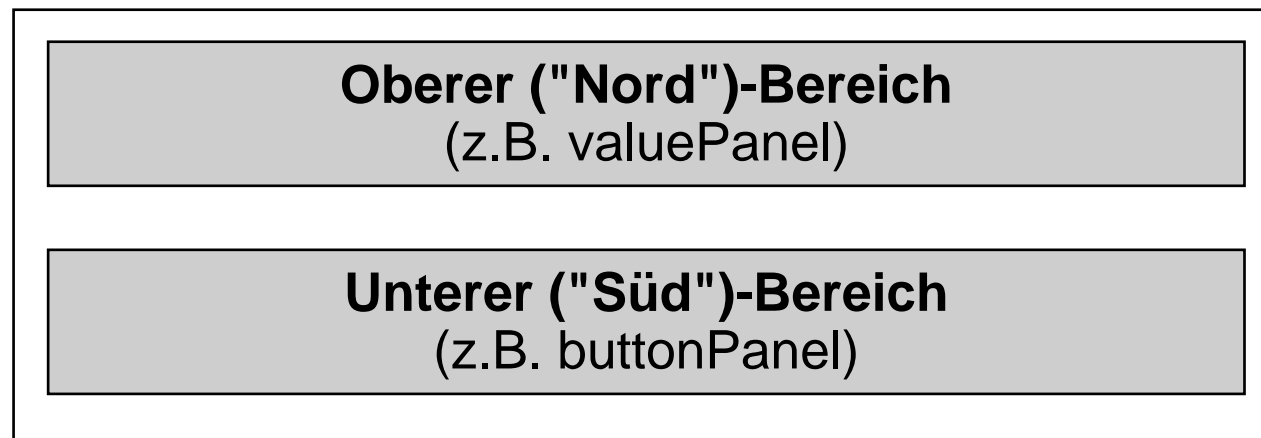 Oberer ("Nord")-Bereich
(z.B. valuePanel)
Unterer ("Süd")-Bereich
(z.B. buttonPanel)